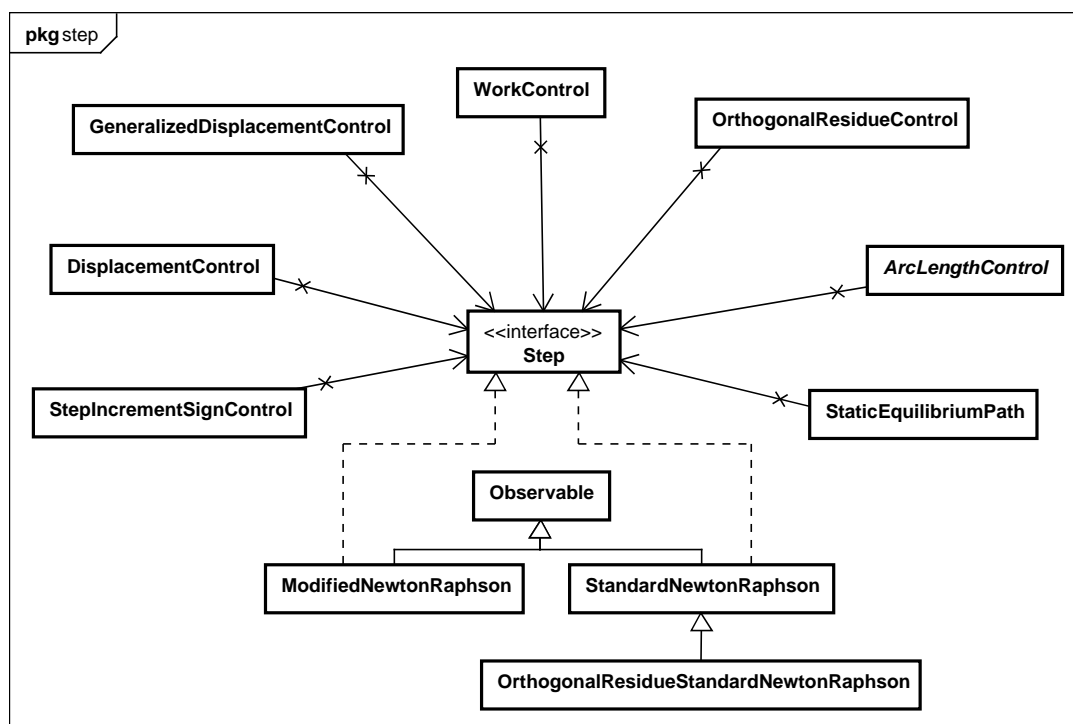 pkg step
WorkControl
GeneralizedDisplacementControl
OrthogonalResidueControl
DisplacementControl
ArcLengthControl
<<interface>>
Step
StepIncrementSignControl
StaticEquilibriumPath
Observable
ModifiedNewtonRaphson
StandardNewtonRaphson
OrthogonalResidueStandardNewtonRaphson